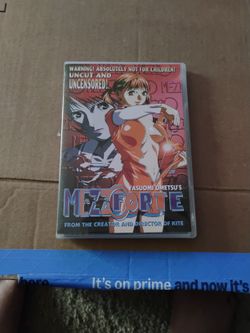 WARNING! ABSOLUTELY NOT FOR CHILDREN!
UNCUT AND
UNCENSORED!
YASUOMI UMETSU'S
MEZZO FORTE
FROM THE CREATOR AND DIRECTOR OF KITE
here
It's on prime and now it's